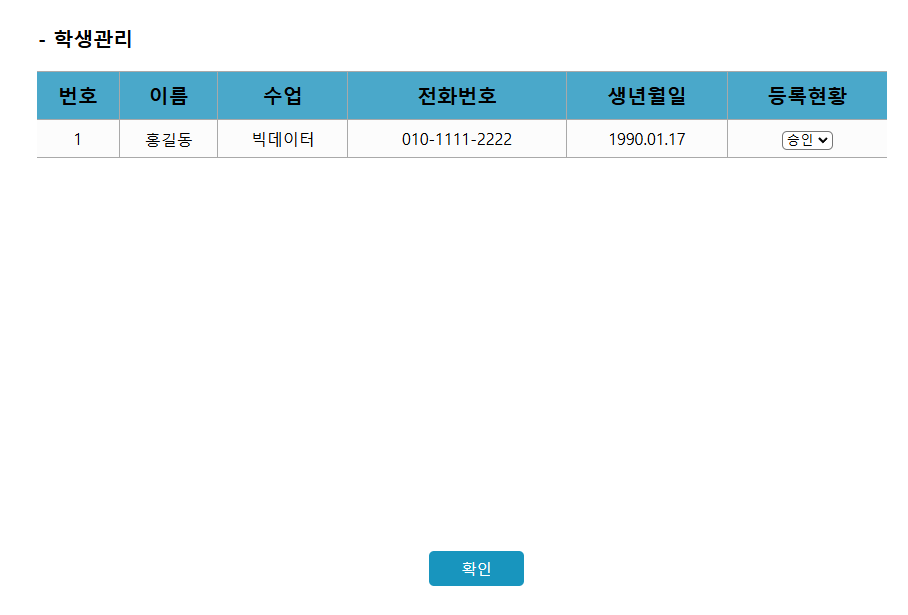 - 학생관리
번호 이름 수업 전화번호 생년월일 등록현황
1 홍길동 빅데이터 010-1111-2222 1990.01.17 승인
확인